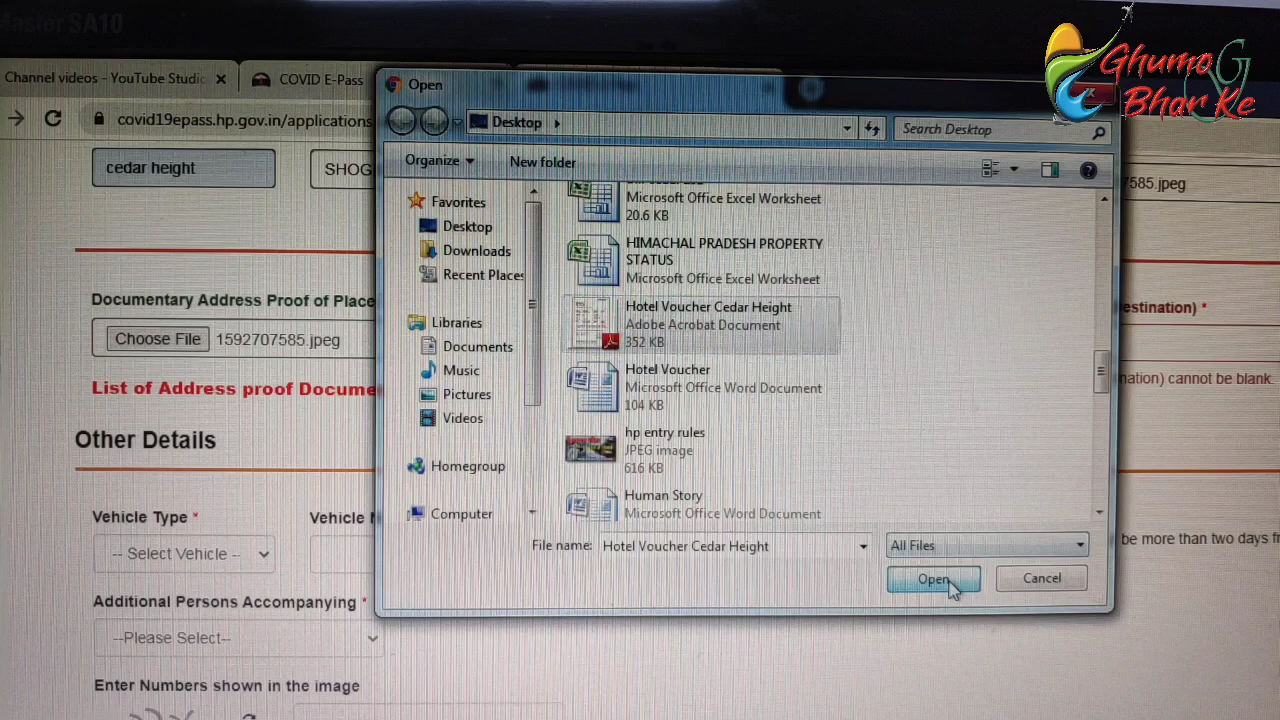 Master SA10
Ghumo G
Bhar Ke
Channel videos - YouTube Studio
COVID E-Pass
covid19epass.hp.gov.in/applications
Open
Desktop
Search Desktop
Organize
New folder
cedar height
SHOG
7585.jpeg
Favorites
Desktop
Downloads
Recent Places
Libraries
Documents
Music
Pictures
Videos
Homegroup
Computer
Microsoft Office Excel Worksheet
20.6 KB
HIMACHAL PRADESH PROPERTY
STATUS
Microsoft Office Excel Worksheet
Hotel Voucher Cedar Height
Adobe Acrobat Document
352 KB
Hotel Voucher
Microsoft Office Word Document
104 KB
hp entry rules
JPEG image
616 KB
Human Story
Microsoft Office Word Document
File name: Hotel Voucher Cedar Height
All Files
Open
Cancel
Documentary Address Proof of Place
estination) *
Choose File 1592707585.jpeg
List of Address proof Docume
nation) cannot be blank.
Other Details
Vehicle Type *
Vehicle N
-- Select Vehicle --
be more than two days fr
Additional Persons Accompanying *
--Please Select--
Enter Numbers shown in the image